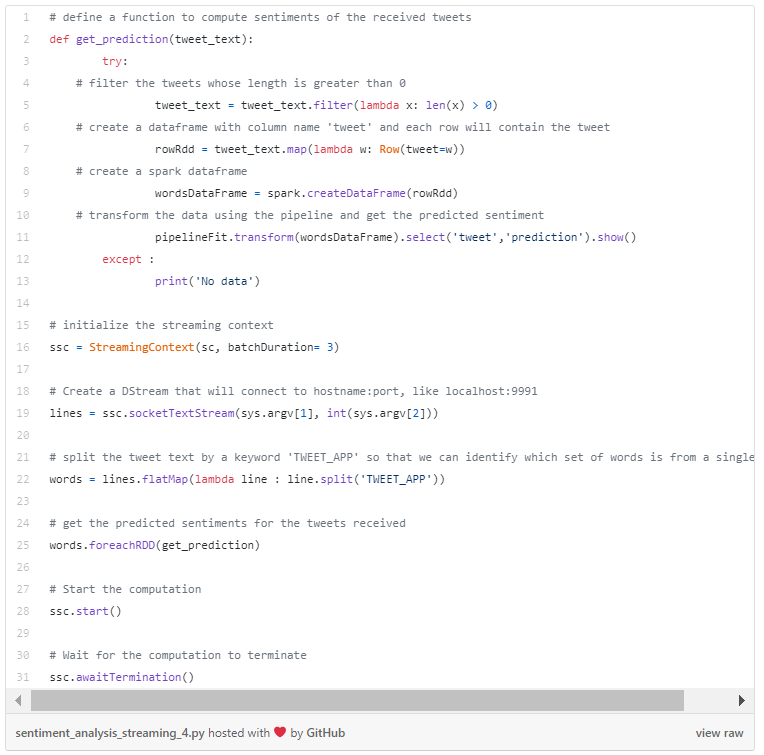 1 # define a function to compute sentiments of the received tweets
2 def get_prediction(tweet_text):
3 try:
4 # filter the tweets whose length is greater than 0
5 tweet_text = tweet_text.filter(lambda x: len(x) > 0)
6 # create a dataframe with column name 'tweet' and each row will contain the tweet
7 rowRdd = tweet_text.map(lambda w: Row(tweet=w))
8 # create a spark dataframe
9 wordsDataFrame = spark.createDataFrame(rowRdd)
10 # transform the data using the pipeline and get the predicted sentiment
11 pipelineFit.transform(wordsDataFrame).select('tweet','prediction').show()
12 except :
13 print('No data')
14
15 # initialize the streaming context
16 ssc = StreamingContext(sc, batchDuration= 3)
17
18 # Create a DStream that will connect to hostname:port, like localhost:9991
19 lines = ssc.socketTextStream(sys.argv[1], int(sys.argv[2]))
20
21 # split the tweet text by a keyword 'TWEET_APP' so that we can identify which set of words is from a single
22 words = lines.flatMap(lambda line : line.split('TWEET_APP'))
23
24 # get the predicted sentiments for the tweets received
25 words.foreachRDD(get_prediction)
26
27 # Start the computation
28 ssc.start()
29
30 # Wait for the computation to terminate
31 ssc.awaitTermination()
sentiment_analysis_streaming_4.py hosted with ❤ by GitHub view raw